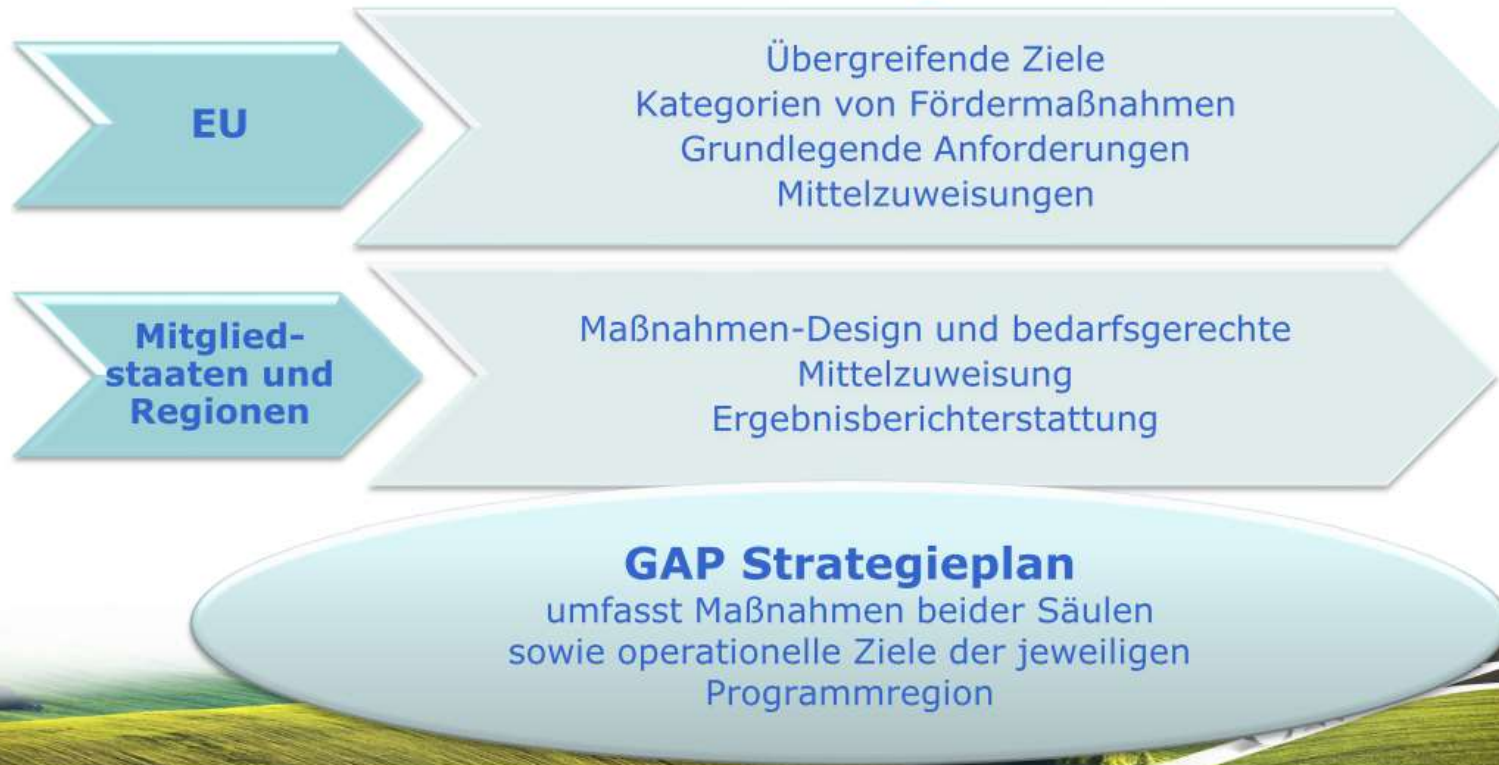 EU
Übergreifende Ziele
Kategorien von Fördermaßnahmen
Grundlegende Anforderungen
Mittelzuweisungen
Mitglied-
staaten und
Regionen
Maßnahmen-Design und bedarfsgerechte
Mittelzuweisung
Ergebnisberichterstattung
GAP Strategieplan
umfasst Maßnahmen beider Säulen
sowie operationelle Ziele der jeweiligen
Programmregion